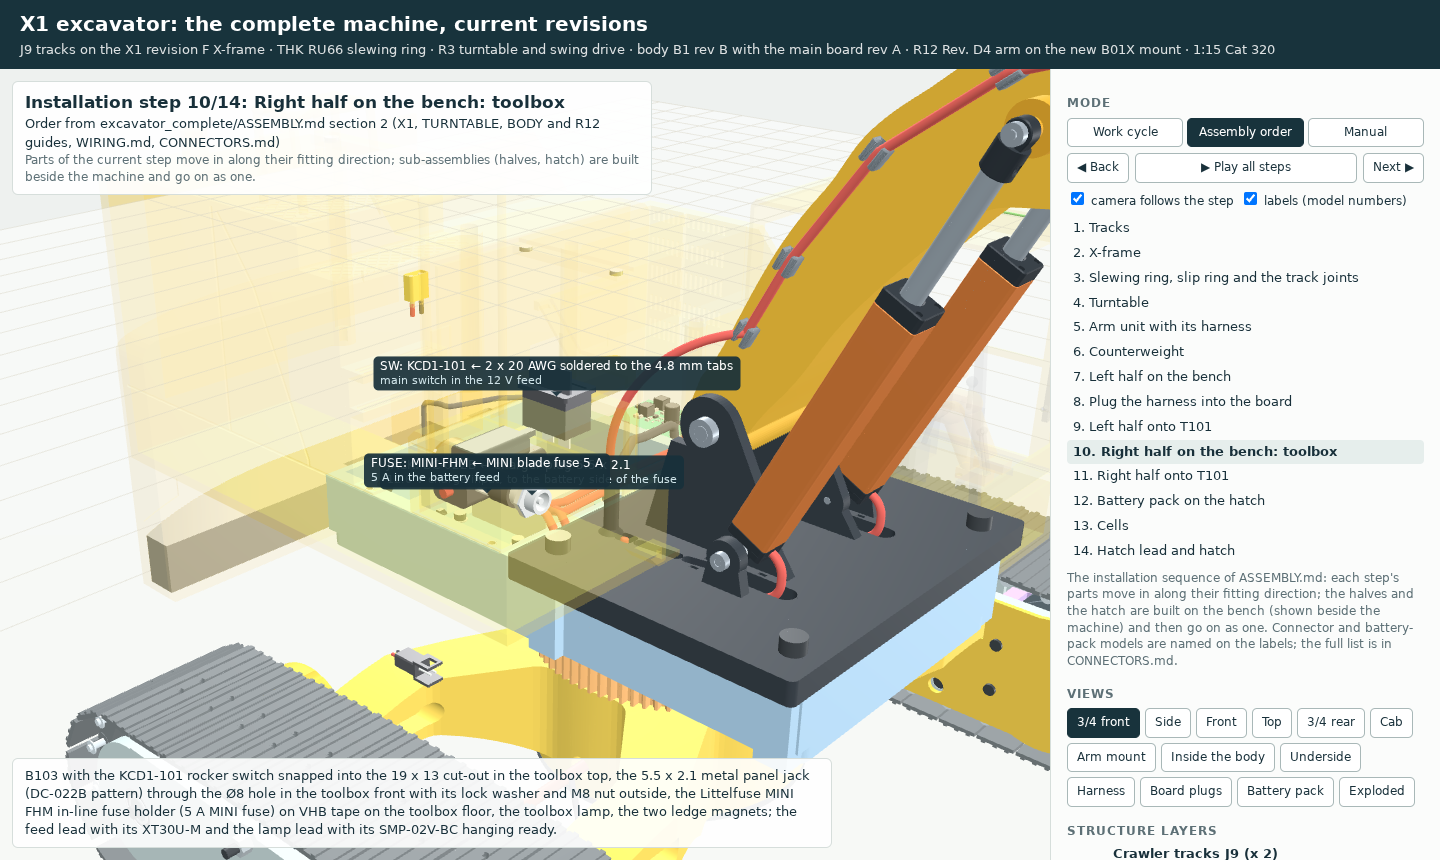 X1 excavator: the complete machine, current revisions
J9 tracks on the X1 revision F X-frame · THK RU66 slewing ring · R3 turntable and swing drive · body B1 rev B with the main board rev A · R12 Rev. D4 arm on the new B01X mount · 1:15 Cat 320
Installation step 10/14: Right half on the bench: toolbox
Order from excavator_complete/ASSEMBLY.md section 2 (X1, TURNTABLE, BODY and R12
guides, WIRING.md, CONNECTORS.md)
Parts of the current step move in along their fitting direction; sub-assemblies (halves, hatch) are built
beside the machine and go on as one.
SW: KCD1-101 ← 2 x 20 AWG soldered to the 4.8 mm tabs
main switch in the 12 V feed
FUSE: MINI-FHM ← MINI blade fuse 5 A
5 A in the battery feed
2.1
to the battery side of the fuse
B103 with the KCD1-101 rocker switch snapped into the 19 x 13 cut-out in the toolbox top, the 5.5 x 2.1 metal panel jack
(DC-022B pattern) through the Ø8 hole in the toolbox front with its lock washer and M8 nut outside, the Littelfuse MINI
FHM in-line fuse holder (5 A MINI fuse) on VHB tape on the toolbox floor, the toolbox lamp, the two ledge magnets; the
feed lead with its XT30U-M and the lamp lead with its SMP-02V-BC hanging ready.
MODE
Work cycle
Assembly order
Manual
◀ Back
▶ Play all steps
Next ▶
camera follows the step
labels (model numbers)
1. Tracks
2. X-frame
3. Slewing ring, slip ring and the track joints
4. Turntable
5. Arm unit with its harness
6. Counterweight
7. Left half on the bench
8. Plug the harness into the board
9. Left half onto T101
10. Right half on the bench: toolbox
11. Right half onto T101
12. Battery pack on the hatch
13. Cells
14. Hatch lead and hatch
The installation sequence of ASSEMBLY.md: each step's
parts move in along their fitting direction; the halves and
the hatch are built on the bench (shown beside the
machine) and then go on as one. Connector and battery-
pack models are named on the labels; the full list is in
CONNECTORS.md.
VIEWS
3/4 front
Side
Front
Top
3/4 rear
Cab
Arm mount
Inside the body
Underside
Harness
Board plugs
Battery pack
Exploded
STRUCTURE LAYERS
Crawler tracks J9 (x 2)